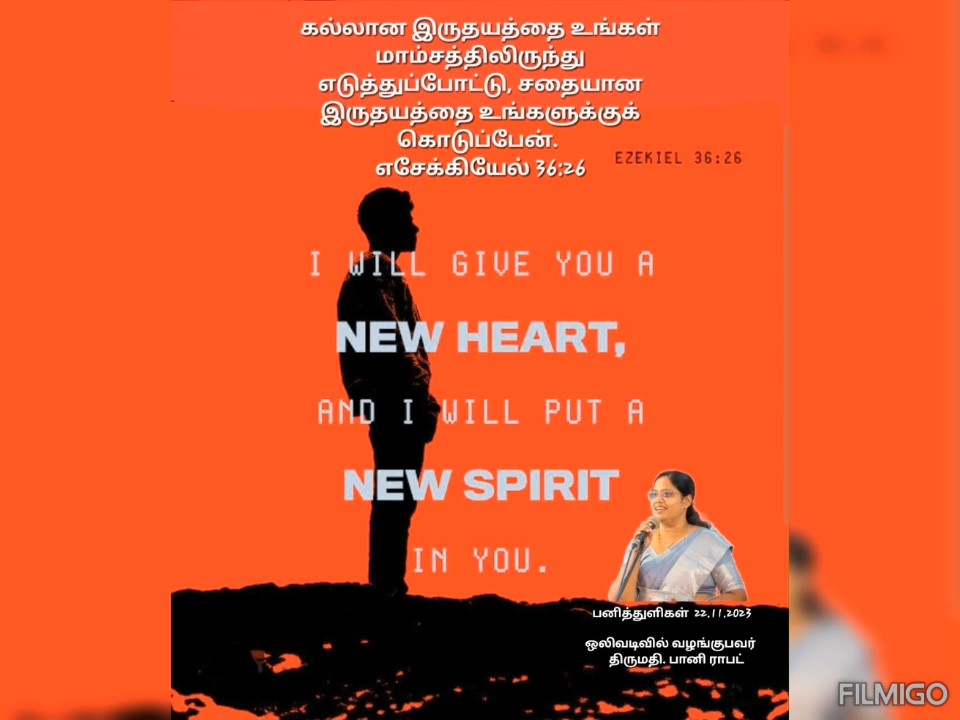 கல்லான இருதயத்தை உங்கள்
மாம்சத்திலிருந்து
எடுத்துப்போட்டு, சதையான
இருதயத்தை உங்களுக்குக்
கொடுப்பேன்.
எசேக்கியேல் 36:26
EZEKIEL 36:26
I WILL GIVE YOU A
NEW HEART,
AND I WILL PUT A
NEW SPIRIT
IN YOU.
பனித்துளிகள் 22.11.2023
ஒலிவடிவில் வழங்குபவர்
திருமதி. பானி ராபட்
FILMIGO